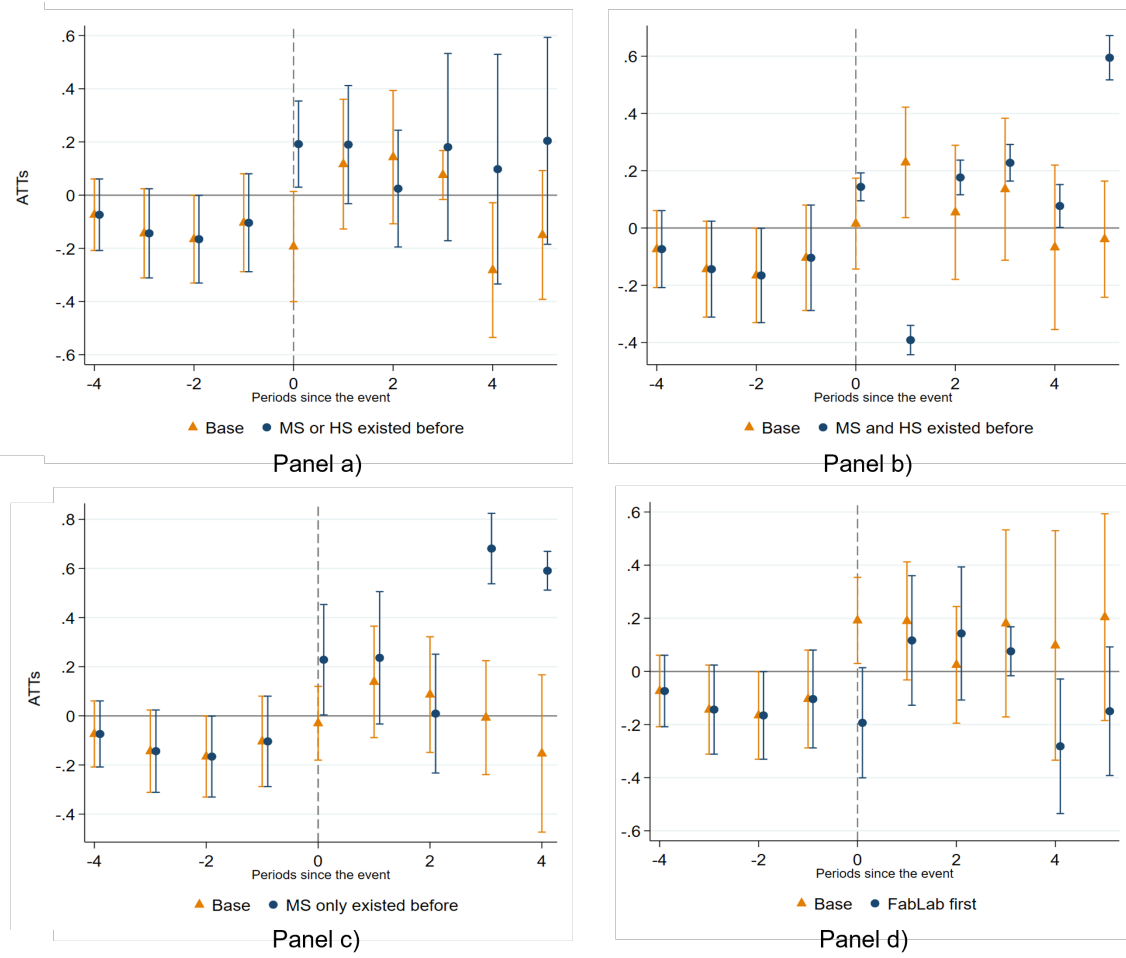 .6
.4
.2
0
-.2
-.4
-.6
ATTs
-4 -2 0 2 4
Periods since the event
Base MS or HS existed before
Panel a)
.6
.4
.2
0
-.2
-.4
-4 -2 0 2 4
Periods since the event
Base MS and HS existed before
Panel b)
.8
.6
.4
.2
0
-.2
-.4
ATTs
-4 -2 0 2 4
Periods since the event
Base MS only existed before
Panel c)
.6
.4
.2
0
-.2
-.4
-.6
-4 -2 0 2 4
Periods since the event
Base FabLab first
Panel d)